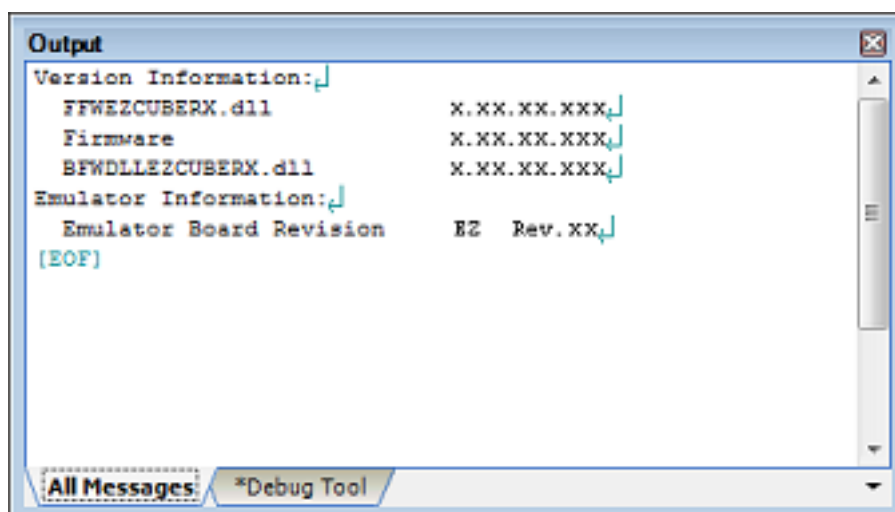 Output
Version Information:
FFWEZCUBERX.dll x.xx.xx.xxx
Firmware x.xx.xx.xxx
BFWDLLEZCUBERX.dll x.xx.xx.xxx
Emulator Information:
Emulator Board Revision EZ Rev.xx
[EOF]
All Messages *Debug Tool